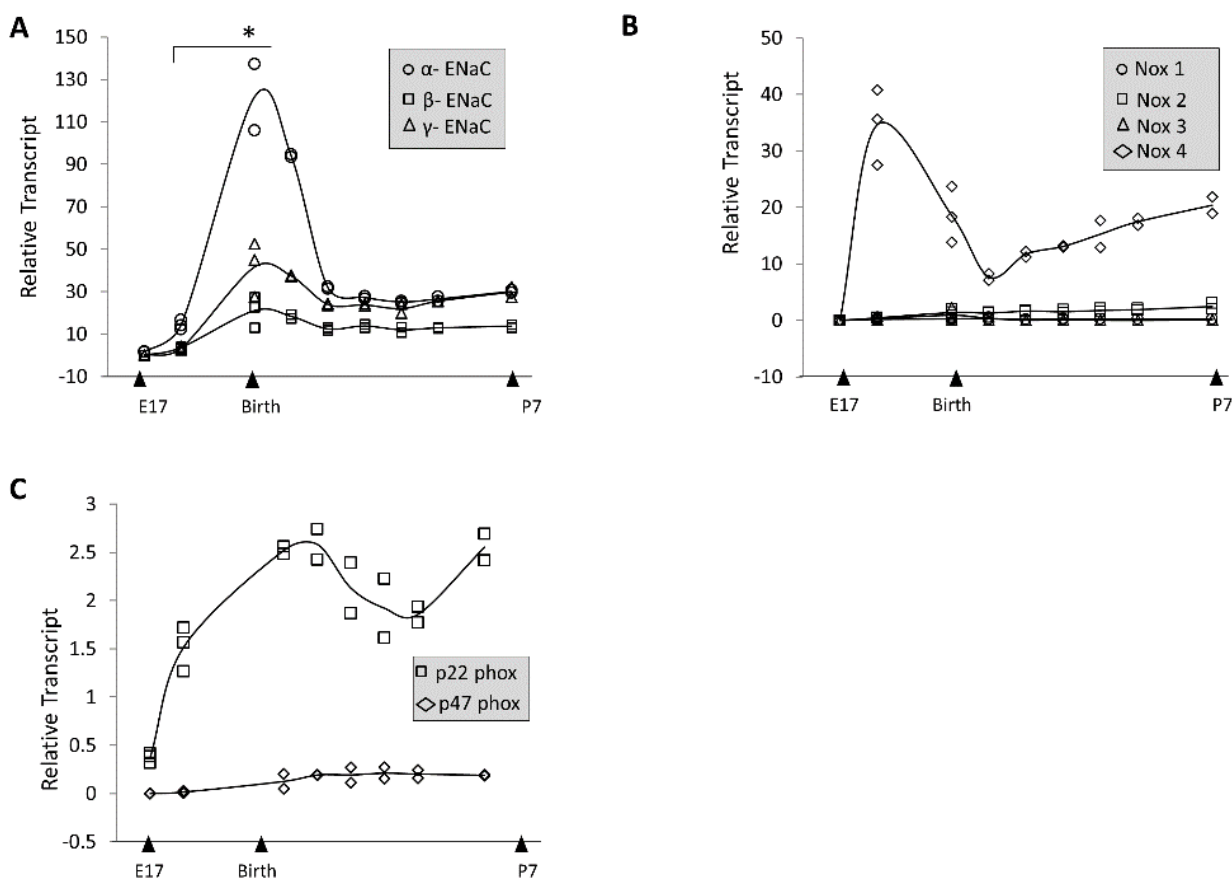 A
*
150
130
110
90
70
50
30
10
-10
Relative Transcript
α- ENaC
β- ENaC
γ- ENaC
E17
Birth
P7
B
50
40
30
20
10
0
-10
Relative Transcript
Nox 1
Nox 2
Nox 3
Nox 4
E17
Birth
P7
C
3
2.5
2
1.5
1
0.5
0
-0.5
Relative Transcript
p22 phox
p47 phox
E17
Birth
P7